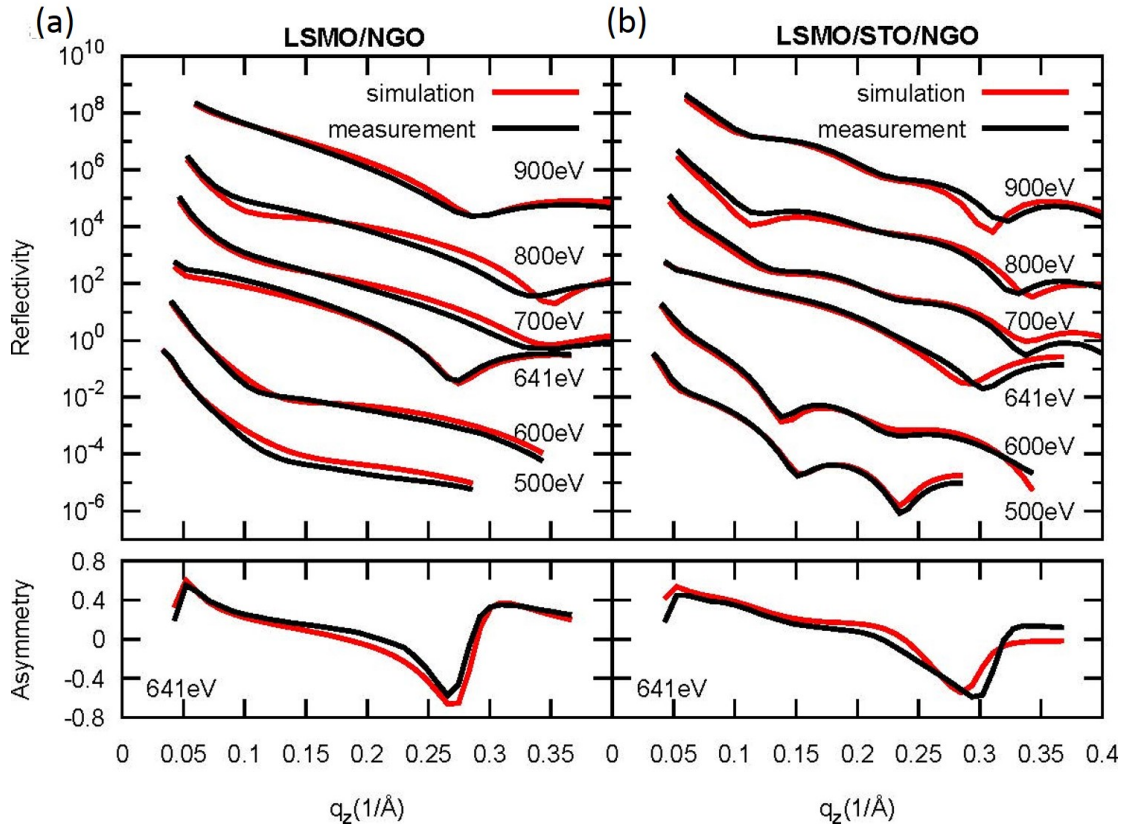 (a)
LSMO/NGO
(b)
LSMO/STO/NGO
Reflectivity
10^10
10^8
10^6
10^4
10^2
10^0
10^-2
10^-4
10^-6
simulation
measurement
900eV
800eV
700eV
641eV
600eV
500eV
simulation
measurement
900eV
800eV
700eV
641eV
600eV
500eV
Asymmetry
0.8
0.4
0
-0.4
-0.8
641eV
641eV
0 0.05 0.1 0.15 0.2 0.25 0.3 0.35 0 0.05 0.1 0.15 0.2 0.25 0.3 0.35 0.4
q_z(1/Å) q_z(1/Å)